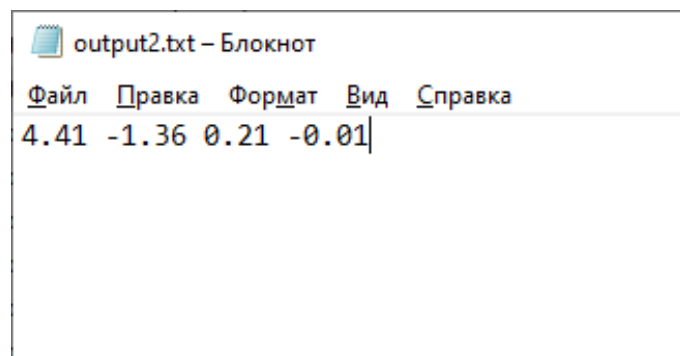 output2.txt – Блокнот
Файл Правка Формат Вид Справка
4.41 -1.36 0.21 -0.01